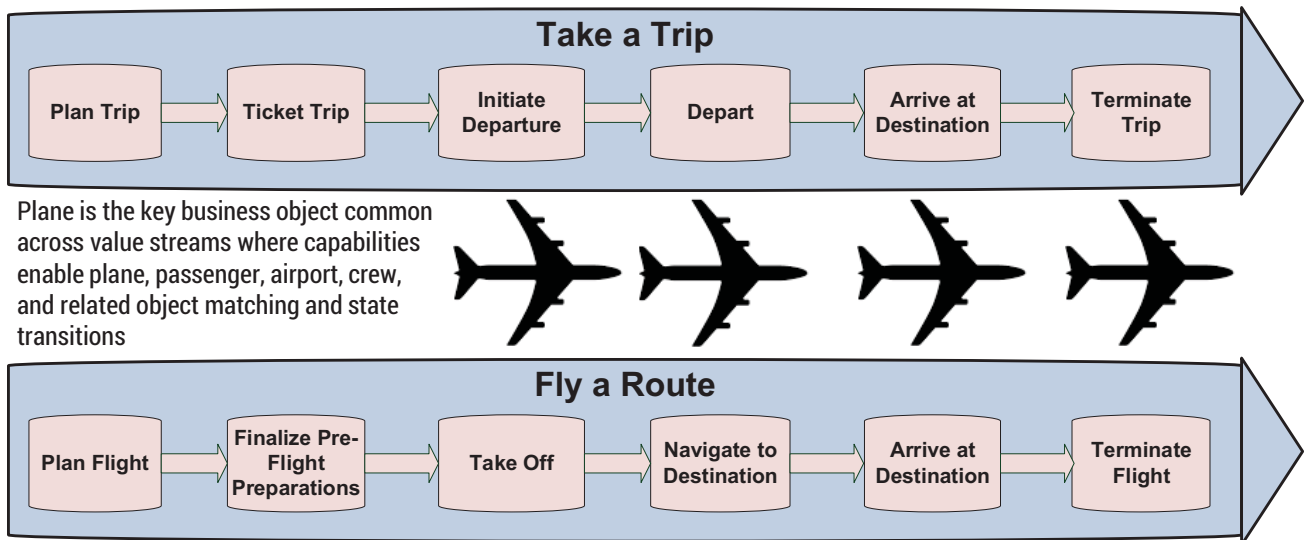 Take a Trip
Plan Trip
Ticket Trip
Initiate
Departure
Depart
Arrive at
Destination
Terminate
Trip
Plane is the key business object common
across value streams where capabilities
enable plane, passenger, airport, crew,
and related object matching and state
transitions
Fly a Route
Plan Flight
Finalize Pre-
Flight
Preparations
Take Off
Navigate to
Destination
Arrive at
Destination
Terminate
Flight